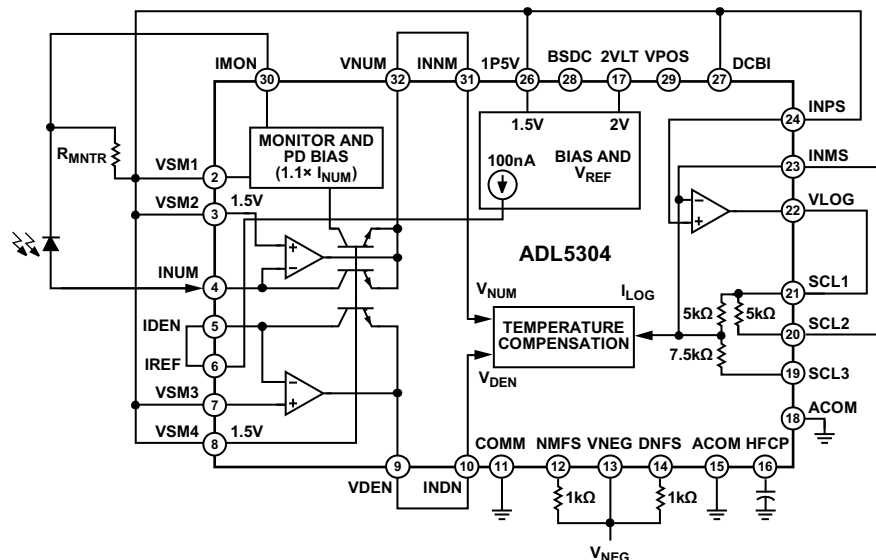 IMON
VNUM
INNM
1P5V
BSDC
2VLT
VPOS
DCBI
30
32
31
26
28
17
29
27
INPS
24
1.5V
2V
MONITOR AND
PD BIAS
(1.1× INUM)
RMNTR
100nA
BIAS AND
VREF
INMS
23
VSM1
2
VSM2
3
1.5V
VLOG
22
ADL5304
INUM
4
VNUM
ILOG
SCL1
21
5kΩ
5kΩ
IDEN
5
TEMPERATURE
COMPENSATION
SCL2
20
7.5kΩ
IREF
6
VDEN
SCL3
19
VSM3
7
ACOM
18
VSM4
8
1.5V
COMM
NMFS
VNEG
DNFS
ACOM
HFCP
9
10
11
12
13
14
15
16
VDEN
INDN
1kΩ
1kΩ
VNEG